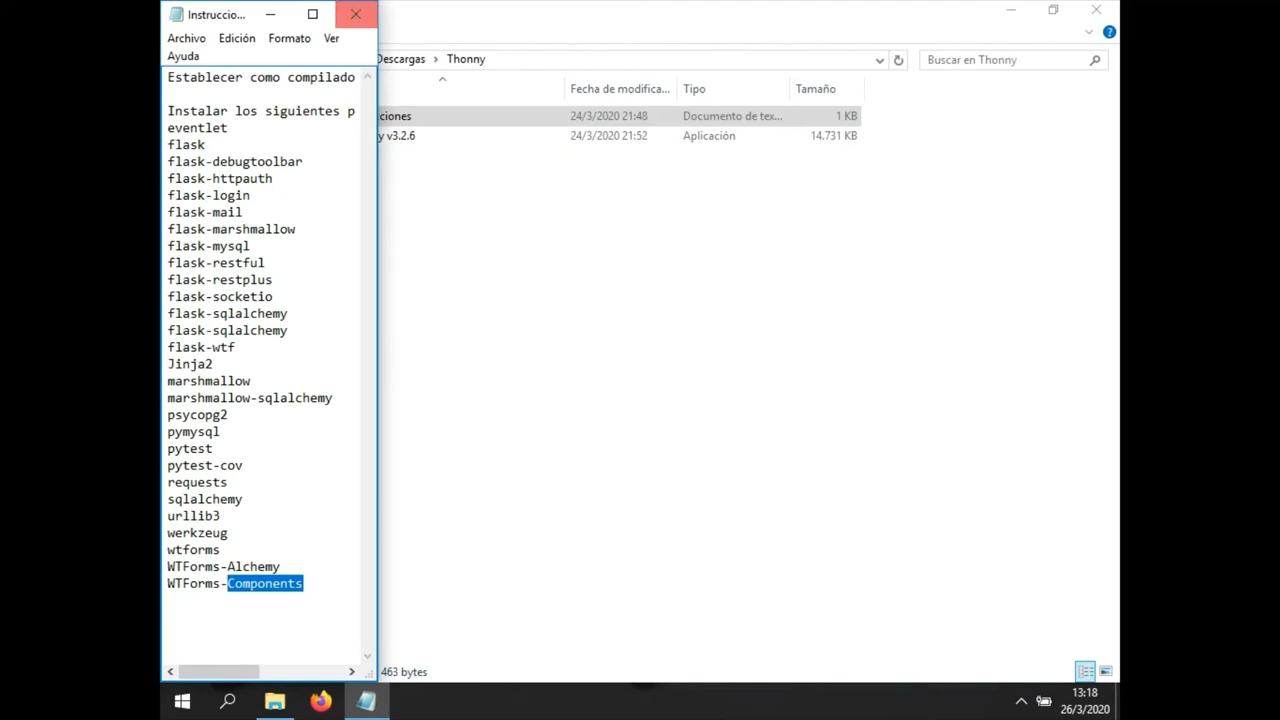 Instruccio...
Archivo Edición Formato Ver
Ayuda
Establecer como compilado
Instalar los siguientes p
eventlet
flask
flask-debugtoolbar
flask-httpauth
flask-login
flask-mail
flask-marshmallow
flask-mysql
flask-restful
flask-restplus
flask-socketio
flask-sqlalchemy
flask-sqlalchemy
flask-wtf
Jinja2
marshmallow
marshmallow-sqlalchemy
psycopg2
pymysql
pytest
pytest-cov
requests
sqlalchemy
urllib3
werkzeug
wtforms
WTForms-Alchemy
WTForms-Components
Descargas › Thonny
Buscar en Thonny
Fecha de modifica... Tipo Tamaño
ciones 24/3/2020 21:48 Documento de tex... 1 KB
y v3.2.6 24/3/2020 21:52 Aplicación 14.731 KB
463 bytes
13:18
26/3/2020